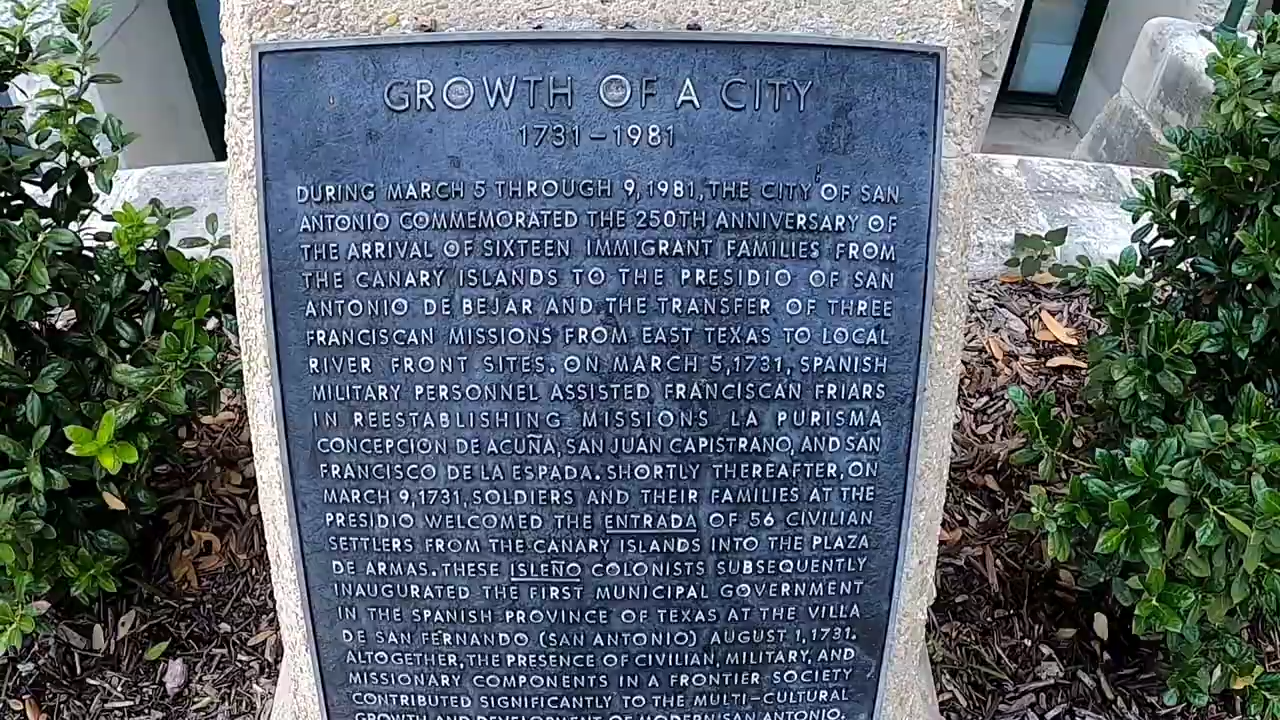 GROWTH OF A CITY
1731–1981
DURING MARCH 5 THROUGH 9, 1981, THE CITY OF SAN
ANTONIO COMMEMORATED THE 250TH ANNIVERSARY OF
THE ARRIVAL OF SIXTEEN IMMIGRANT FAMILIES FROM
THE CANARY ISLANDS TO THE PRESIDIO OF SAN
ANTONIO DE BEJAR AND THE TRANSFER OF THREE
FRANCISCAN MISSIONS FROM EAST TEXAS TO LOCAL
RIVER FRONT SITES. ON MARCH 5, 1731, SPANISH
MILITARY PERSONNEL ASSISTED FRANCISCAN FRIARS
IN REESTABLISHING MISSIONS LA PURISMA
CONCEPCION DE ACUÑA, SAN JUAN CAPISTRANO, AND SAN
FRANCISCO DE LA ESPADA. SHORTLY THEREAFTER, ON
MARCH 9, 1731, SOLDIERS AND THEIR FAMILIES AT THE
PRESIDIO WELCOMED THE ENTRADA OF 56 CIVILIAN
SETTLERS FROM THE CANARY ISLANDS INTO THE PLAZA
DE ARMAS. THESE ISLEÑO COLONISTS SUBSEQUENTLY
INAUGURATED THE FIRST MUNICIPAL GOVERNMENT
IN THE SPANISH PROVINCE OF TEXAS AT THE VILLA
DE SAN FERNANDO (SAN ANTONIO) AUGUST 1, 1731.
ALTOGETHER, THE PRESENCE OF CIVILIAN, MILITARY, AND
MISSIONARY COMPONENTS IN A FRONTIER SOCIETY
CONTRIBUTED SIGNIFICANTLY TO THE MULTI–CULTURAL
GROWTH AND DEVELOPMENT OF MODERN SAN ANTONIO.